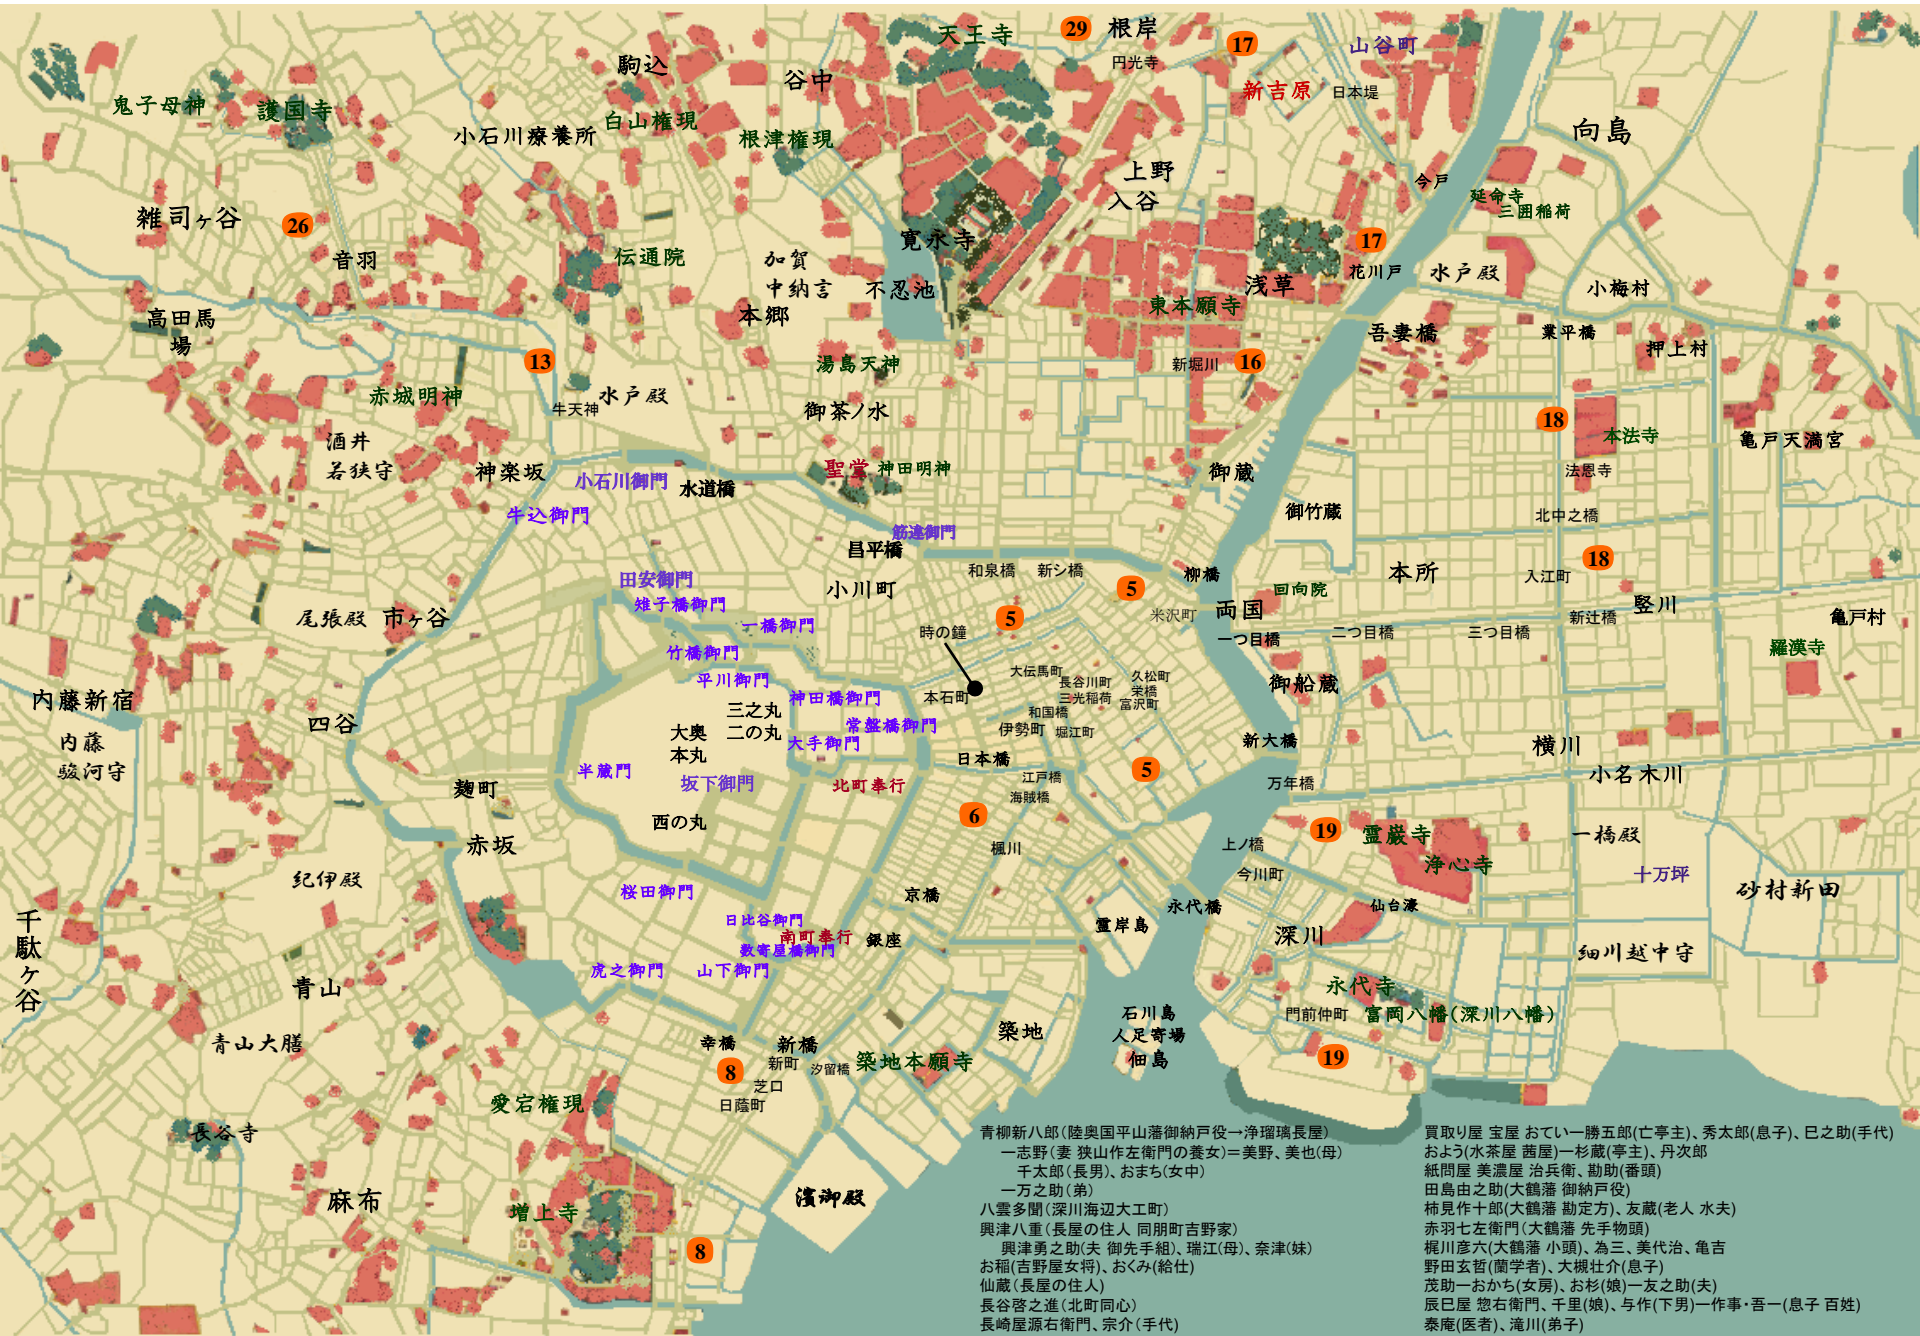 天王寺
29
根岸
円光寺
17
山谷町
新吉原
日本堤
駒込
谷中
白山権現
根津権現
鬼子母神
護国寺
小石川療養所
向島
上野
入谷
今戸
延命寺
三囲稲荷
雑司ヶ谷
26
音羽
伝通院
加賀
中納言
本郷
寛永寺
不忍池
17
花川戸
水戸殿
浅草
東本願寺
小梅村
高田馬
場
13
牛天神
水戸殿
赤城明神
湯島天神
御茶ノ水
新堀川
16
吾妻橋
業平橋
押上村
18
本法寺
法恩寺
亀戸天満宮
酒井
若狭守
神楽坂
小石川御門
水道橋
牛込御門
聖堂
神田明神
御蔵
御竹蔵
北中之橋
筋違御門
昌平橋
小川町
和泉橋
新シ橋
柳橋
本所
18
入江町
田安御門
雉子橋御門
一橋御門
竹橋御門
平川御門
5
5
米沢町
両国
回向院
一つ目橋
二つ目橋
三つ目橋
新辻橋
竪川
亀戸村
羅漢寺
尾張殿
市ヶ谷
時の鐘
本石町
大伝馬町
長谷川町
三光稲荷
久松町
栄橋
富沢町
和国橋
伊勢町
堀江町
御船蔵
内藤新宿
内藤
駿河守
四谷
神田橋御門
常盤橋御門
大手御門
三之丸
二の丸
大奥
本丸
半蔵門
坂下御門
北町奉行
日本橋
江戸橋
海賊橋
5
新大橋
万年橋
横川
小名木川
麹町
西の丸
6
楓川
赤坂
紀伊殿
上ノ橋
今川町
19
霊巌寺
浄心寺
一橋殿
十万坪
砂村新田
桜田御門
日比谷御門
南町奉行
数寄屋橋御門
京橋
銀座
霊岸島
永代橋
仙台濠
深川
細川越中守
千駄ヶ谷
虎之御門
山下御門
青山
青山大膳
永代寺
門前仲町
富岡八幡(深川八幡)
19
石川島
人足寄場
佃島
築地
幸橋
新橋
8
新町
汐留橋
芝口
日蔭町
築地本願寺
愛宕権現
長谷寺
麻布
増上寺
8
濱御殿
青柳新八郎(陸奥国平山藩御納戸役→浄瑠璃長屋)
一志野(妻 狭山作左衛門の養女)=美野、美也(母)
千太郎(長男)、おまち(女中)
一万之助(弟)
八雲多聞(深川海辺大工町)
興津八重(長屋の住人 同朋町吉野家)
興津勇之助(夫 御先手組)、瑞江(母)、奈津(妹)
お稲(吉野屋女将)、おくみ(給仕)
仙蔵(長屋の住人)
長谷啓之進(北町同心)
長崎屋源右衛門、宗介(手代)
買取り屋 宝屋 おてい一勝五郎(亡亭主)、秀太郎(息子)、巳之助(手代)
およう(水茶屋 茜屋)一杉蔵(亭主)、丹次郎
紙問屋 美濃屋 治兵衛、勘助(番頭)
田島由之助(大鶴藩 御納戸役)
柿見作十郎(大鶴藩 勘定方)、友蔵(老人 水夫)
赤羽七左衛門(大鶴藩 先手物頭)
梶川彦六(大鶴藩 小頭)、為三、美代治、亀吉
野田玄哲(蘭学者)、大槻壮介(息子)
茂助一おかち(女房)、お杉(娘)一友之助(夫)
辰巳屋 惣右衛門、千里(娘)、与作(下男)一作事・吾一(息子 百姓)
泰庵(医者)、滝川(弟子)